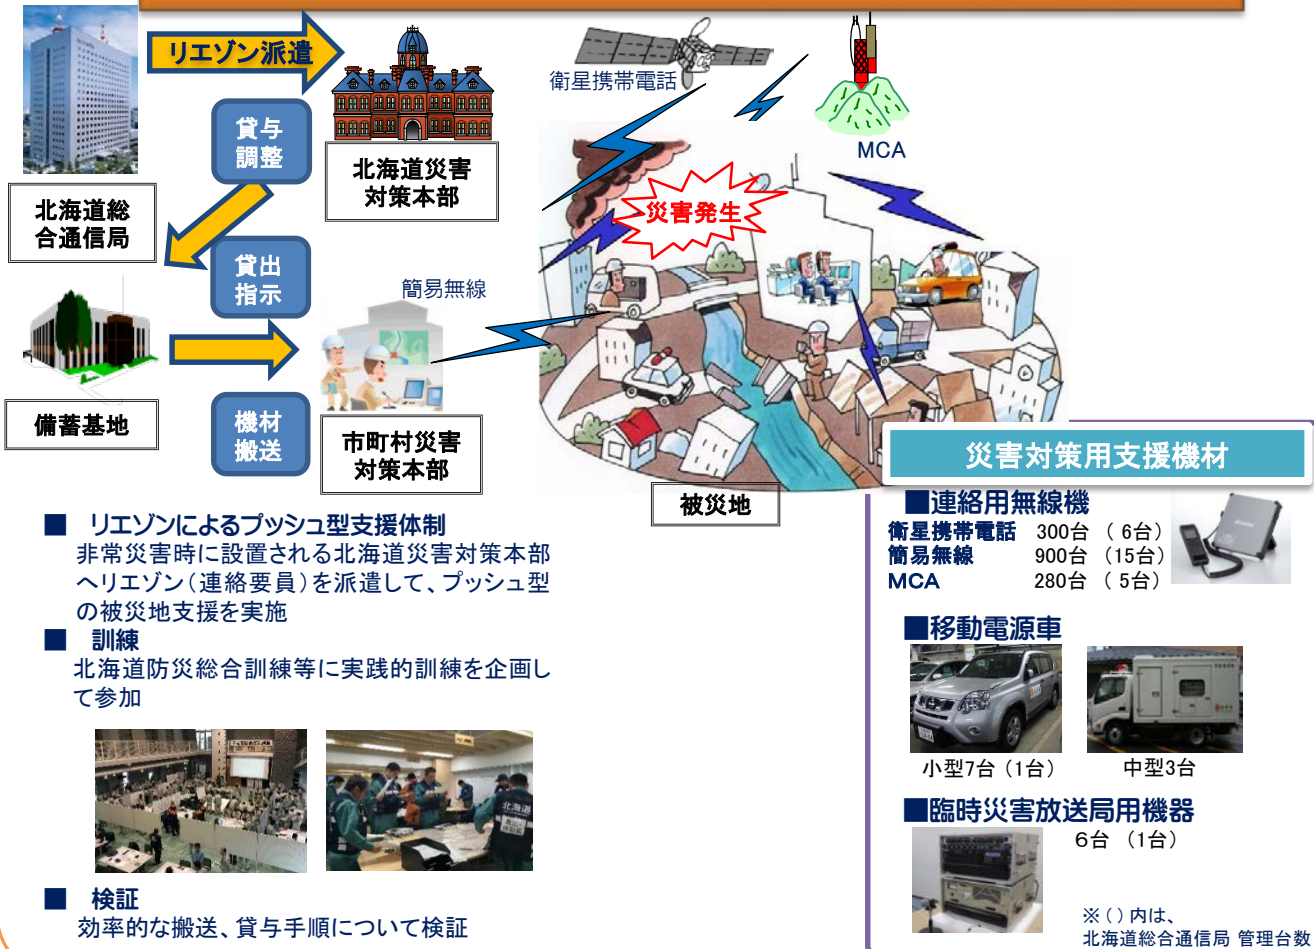 リエゾン派遣
衛星携帯電話
貸与
調整
MCA
北海道災害
対策本部
災害発生
北海道総
合通信局
貸出
指示
簡易無線
備蓄基地
機材
搬送
市町村災害
対策本部
被災地
災害対策用支援機材
■ リエゾンによるプッシュ型支援体制
非常災害時に設置される北海道災害対策本部
へリエゾン(連絡要員)を派遣して、プッシュ型
の被災地支援を実施
■ 訓練
北海道防災総合訓練等に実践的訓練を企画し
て参加
北海道
■ 検証
効率的な搬送、貸与手順について検証
■連絡用無線機
衛星携帯電話 300台 ( 6台)
簡易無線 900台 (15台)
MCA 280台 ( 5台)
■移動電源車
小型7台 (1台)
中型3台
■臨時災害放送局用機器
6台 (1台)
※( )内は、
北海道総合通信局 管理台数